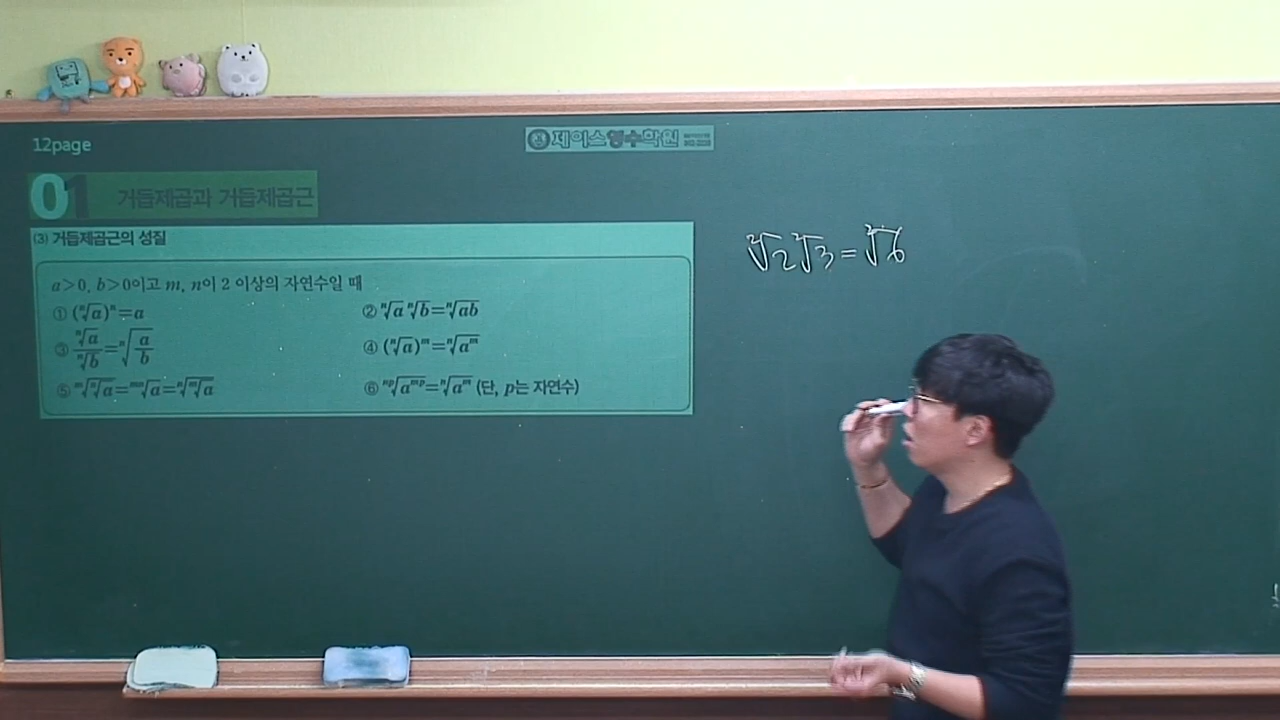 12page
제이스영수학원
01 거듭제곱과 거듭제곱근
(3) 거듭제곱근의 성질
a>0, b>0이고 m, n이 2 이상의 자연수일 때
① (ⁿ√a)ⁿ=a
② ⁿ√a ⁿ√b=ⁿ√ab
③ ⁿ√a/ⁿ√b=ⁿ√(a/b)
④ (ⁿ√a)ᵐ=ⁿ√aᵐ
⑤ ᵐ√ⁿ√a=ᵐⁿ√a=ⁿ√ᵐ√a
⑥ ⁿᵖ√aᵐᵖ=ⁿ√aᵐ (단, p는 자연수)
√2 √3 = √6